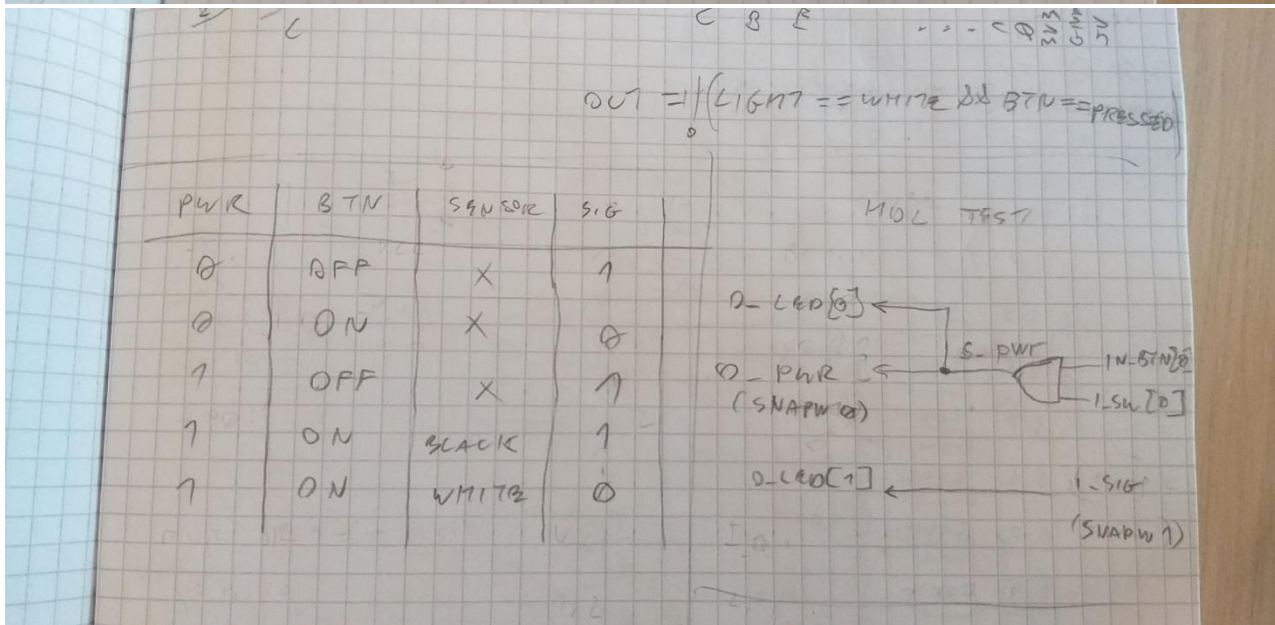 C B E
OUT = !(LIGHT == WHITE && BTN == PRESSED)
PWR BTN SENSOR SIG
0 OFF X 1
0 ON X 0
1 OFF X 1
1 ON BLACK 1
1 ON WHITE 0
HDL TEST
O_LED[0]
S_PWR
IN_BTN[0]
O_PWR
I_SW[0]
(SNAPW 0)
O_LED[1]
I_SIG
(SNAPW 1)